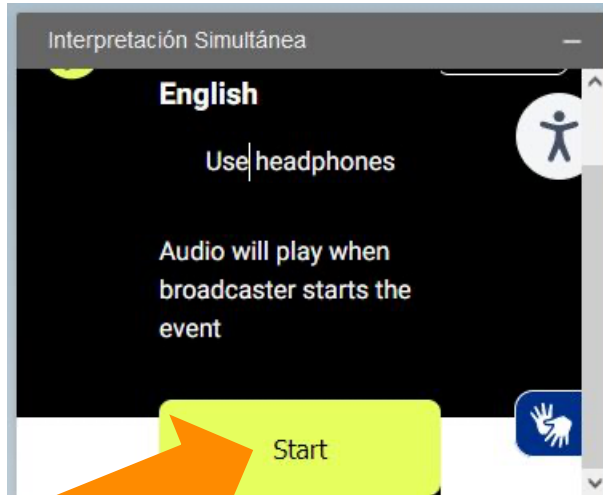 Interpretación Simultánea
English
Use headphones
Audio will play when
broadcaster starts the
event
Start